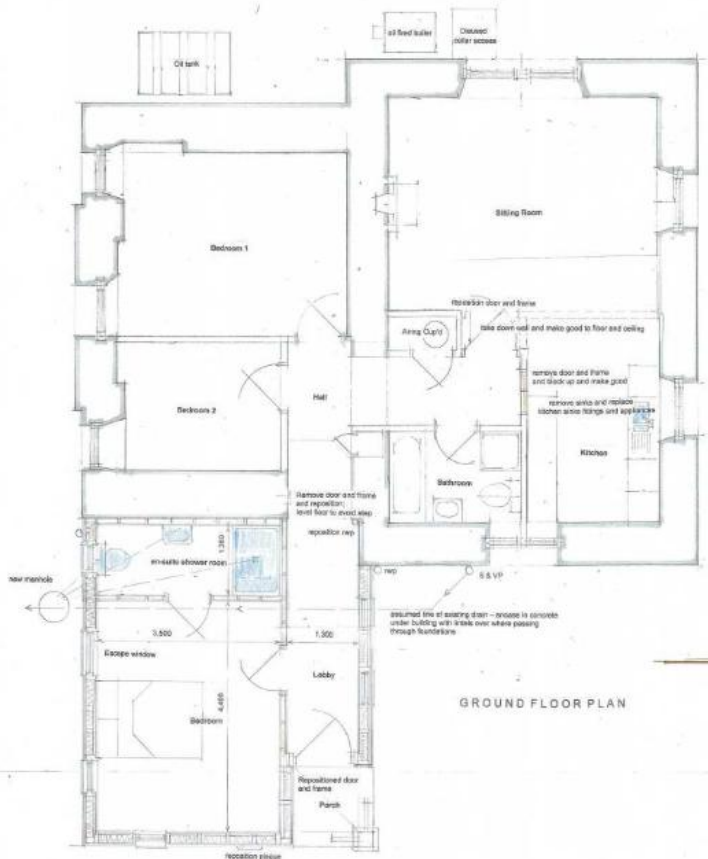 oil fired boiler
Disused
boiler access
Oil tank
Sitting Room
Bedroom 1
reposition door and frame
Airing Cup'd
take down wall and make good to floor and ceiling
remove door and frame
and block up and make good
Hall
Bedroom 2
remove sinks and replace
kitchen sinks fittings and appliances
Kitchen
Bathroom
Remove door and frame
and reposition;
level floor to avoid step
reposition rwp
en-suite shower room
rwp
S & VP
new manhole
assumed line of existing drain – encase in concrete
under building with lintels over where passing
through foundations
3,500
1,300
Escape window
Lobby
4,466
Bedroom
GROUND FLOOR PLAN
Repositioned door
and frame
Porch
reposition plaque